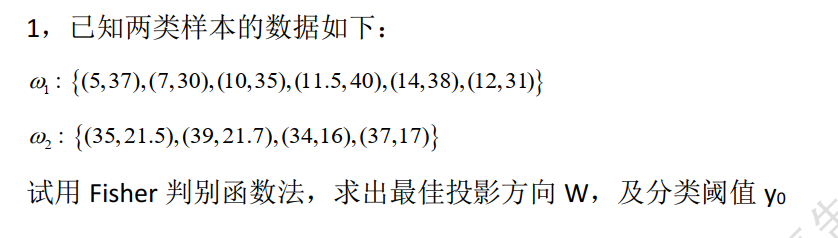 1，已知两类样本的数据如下：
ω₁：{(5,37),(7,30),(10,35),(11.5,40),(14,38),(12,31)}
ω₂：{(35,21.5),(39,21.7),(34,16),(37,17)}
试用 Fisher 判别函数法，求出最佳投影方向 W，及分类阈值 y₀